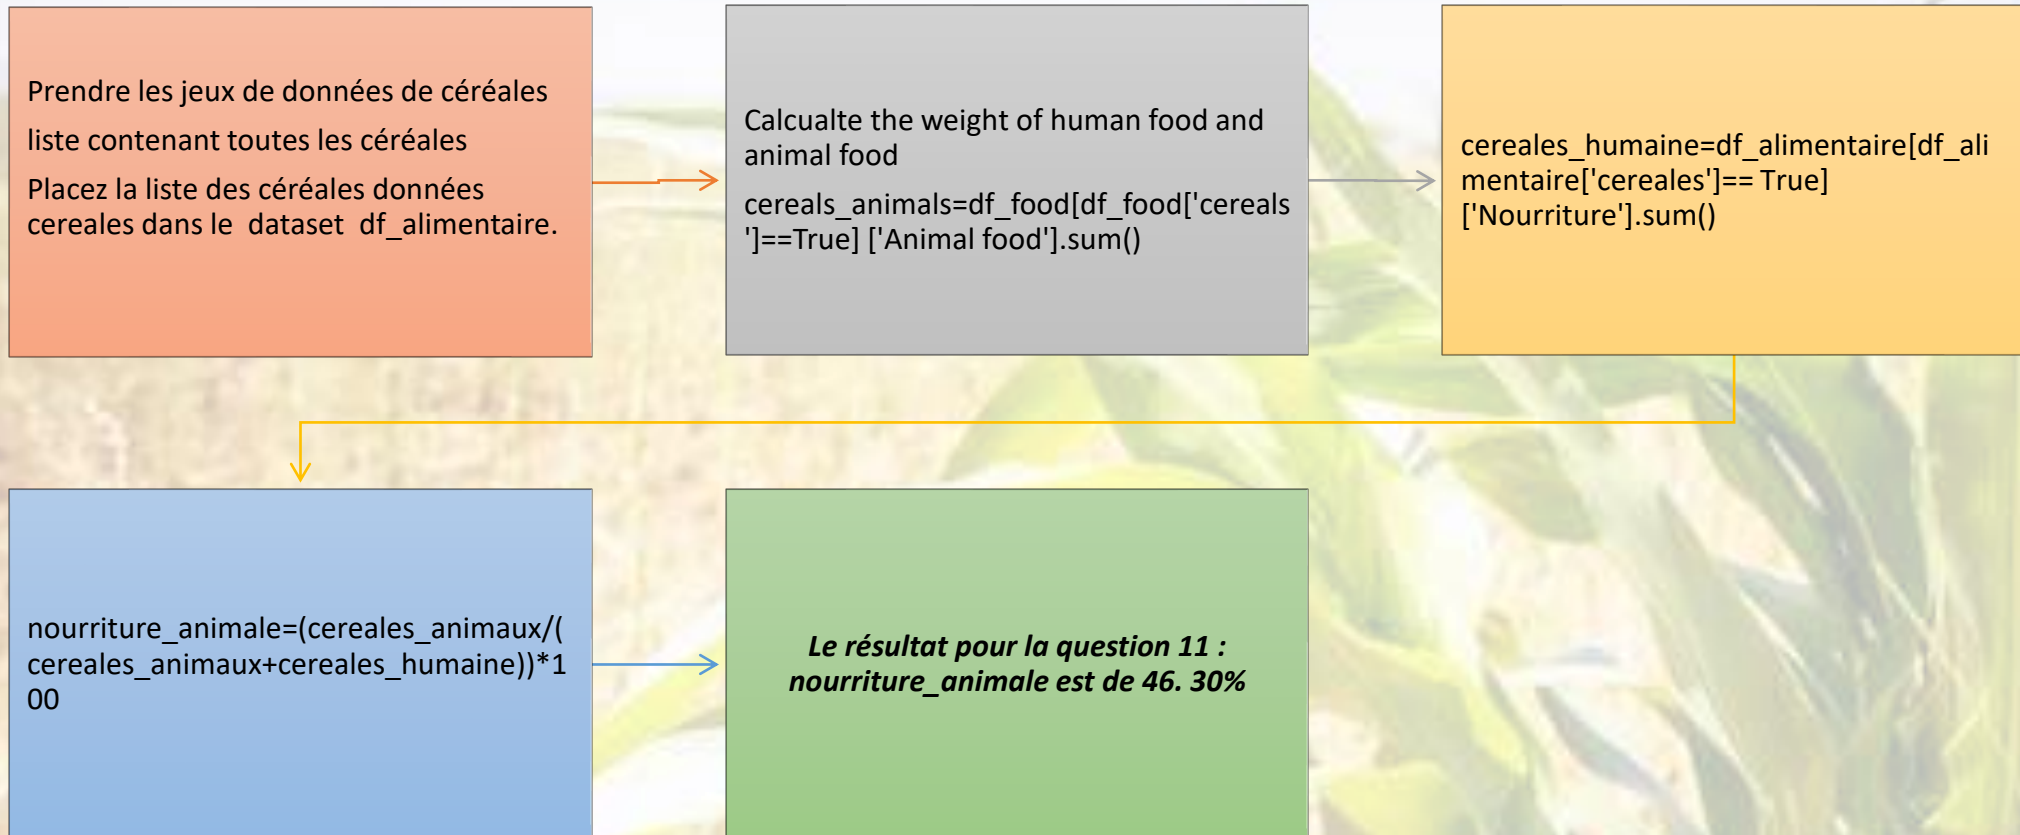 Prendre les jeux de données de céréales
liste contenant toutes les céréales
Placez la liste des céréales données
cereales dans le  dataset  df_alimentaire.
Calcualte the weight of human food and
animal food
cereals_animals=df_food[df_food['cereals
']==True] ['Animal food'].sum()
cereales_humaine=df_alimentaire[df_ali
mentaire['cereales']== True]
['Nourriture'].sum()
nourriture_animale=(cereales_animaux/(
cereales_animaux+cereales_humaine))*1
00
Le résultat pour la question 11 :
nourriture_animale est de 46. 30%